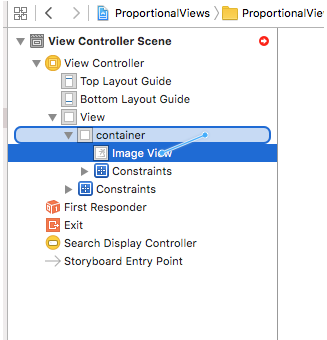 ProportionalViews ProportionalView
View Controller Scene
View Controller
Top Layout Guide
Bottom Layout Guide
View
container
Image View
Constraints
Constraints
First Responder
Exit
Search Display Controller
Storyboard Entry Point